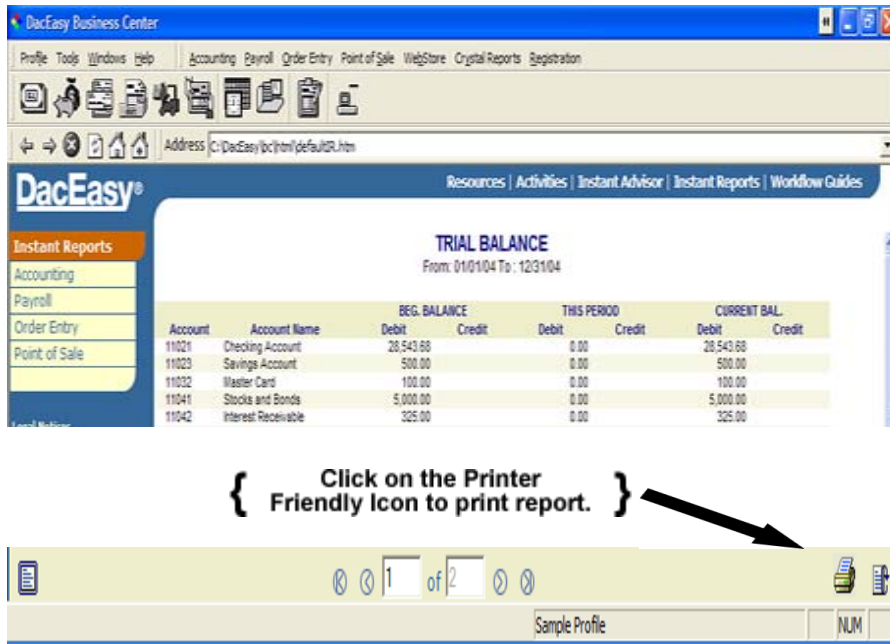 DacEasy Business Center
Profile Tools Windows Help Accounting Payroll Order Entry Point of Sale WebStore Crystal Reports Registration
Address C:\DacEasy\bc\html\defaultIR.htm
DacEasy®
Resources | Activities | Instant Advisor | Instant Reports | Workflow Guides
Instant Reports
Accounting
Payroll
Order Entry
Point of Sale
Legal Notices
TRIAL BALANCE
From: 01/01/04 To : 12/31/04
BEG. BALANCE THIS PERIOD CURRENT BAL.
Account Account Name Debit Credit Debit Credit Debit Credit
11021 Checking Account 28,543.68 0.00 28,543.68
11023 Savings Account 500.00 0.00 500.00
11032 Master Card 100.00 0.00 100.00
11041 Stocks and Bonds 5,000.00 0.00 5,000.00
11042 Interest Receivable 325.00 0.00 325.00
{ Click on the Printer
Friendly Icon to print report. }
1 of 2
Sample Profile NUM